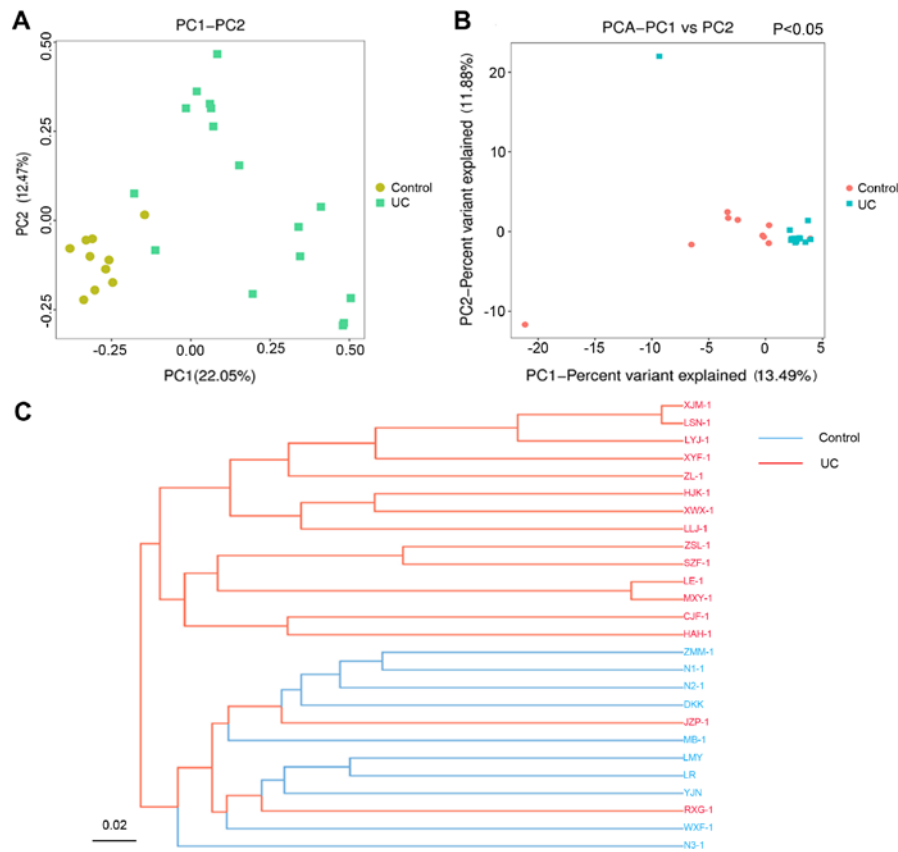 A
PC1−PC2
PC2 (12.47%)
0.50
0.25
0.00
-0.25
-0.25
0.00
0.25
0.50
PC1(22.05%)
Control
UC
B
PCA−PC1 vs PC2
P<0.05
PC2−Percent variant explained (11.88%)
20
10
0
-10
-20
-15
-10
-5
0
5
PC1−Percent variant explained (13.49%)
Control
UC
C
XJM-1
LSN-1
LYJ-1
XYF-1
ZL-1
HJK-1
XWX-1
LLJ-1
ZSL-1
SZF-1
LE-1
MXY-1
CJF-1
HAH-1
ZMM-1
N1-1
N2-1
DKK
JZP-1
MB-1
LMY
LR
YJN
RXG-1
WXF-1
N3-1
Control
UC
0.02